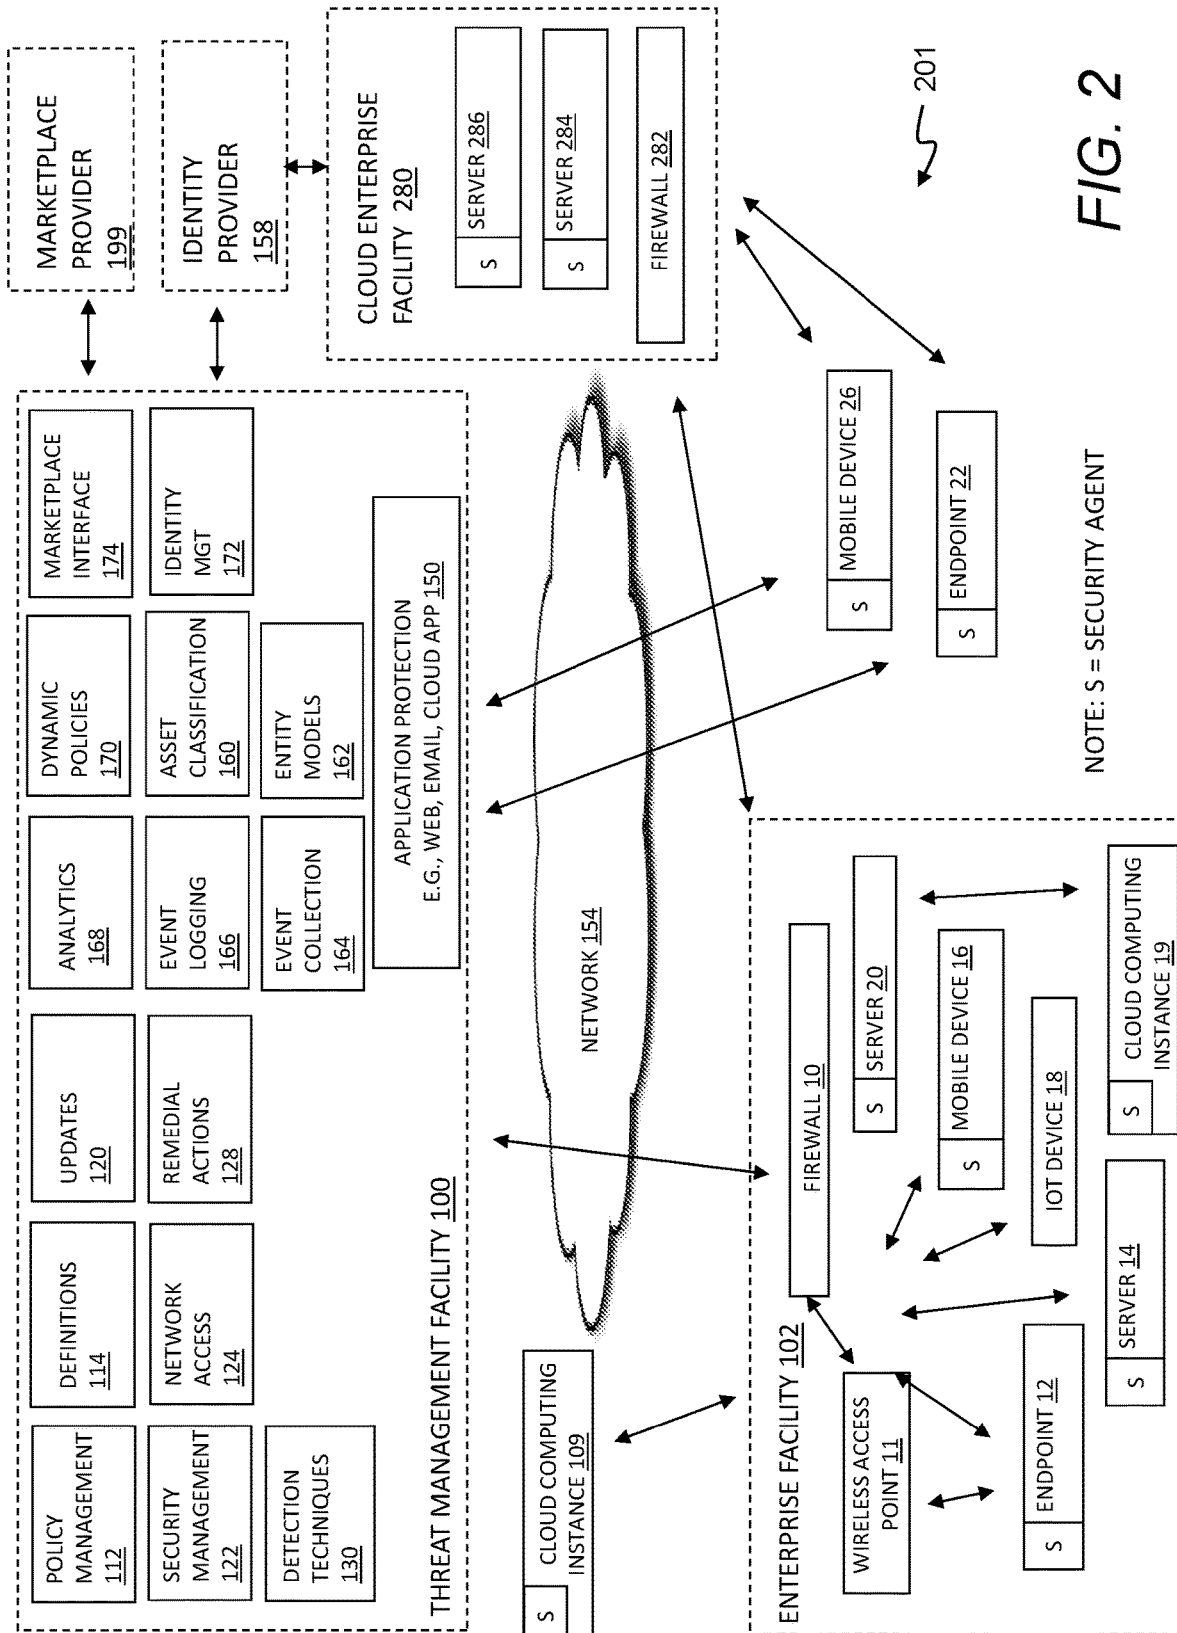 POLICY
MANAGEMENT
112
DEFINITIONS
114
UPDATES
120
ANALYTICS
168
DYNAMIC
POLICIES
170
MARKETPLACE
INTERFACE
174
MARKETPLACE
PROVIDER
199
SECURITY
MANAGEMENT
122
NETWORK
ACCESS
124
REMEDIAL
ACTIONS
128
EVENT
LOGGING
166
ASSET
CLASSIFICATION
160
IDENTITY
MGT
172
IDENTITY
PROVIDER
158
DETECTION
TECHNIQUES
130
EVENT
COLLECTION
164
ENTITY
MODELS
162
APPLICATION PROTECTION
E.G., WEB, EMAIL, CLOUD APP 150
THREAT MANAGEMENT FACILITY 100
CLOUD ENTERPRISE
FACILITY 280
S
SERVER 286
S
SERVER 284
FIREWALL 282
S
CLOUD COMPUTING
INSTANCE 109
NETWORK 154
ENTERPRISE FACILITY 102
FIREWALL 10
WIRELESS ACCESS
POINT 11
S
SERVER 20
S
MOBILE DEVICE 16
S
ENDPOINT 12
IOT DEVICE 18
S
SERVER 14
S
CLOUD COMPUTING
INSTANCE 19
S
MOBILE DEVICE 26
S
ENDPOINT 22
201
NOTE: S = SECURITY AGENT
FIG. 2